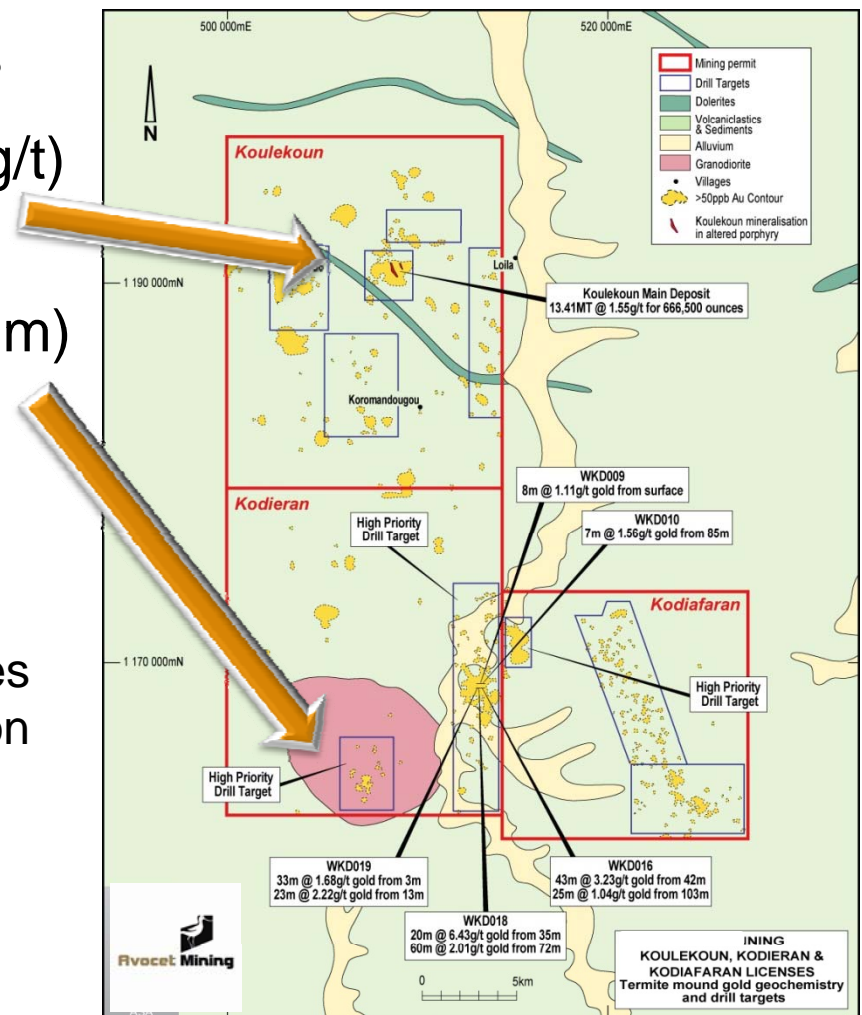 g/t)
m)
es
on
500 000mE
520 000mE
N
Mining permit
Drill Targets
Dolerites
Volcaniclastics
& Sediments
Alluvium
Granodiorite
Villages
>50ppb Au Contour
Koulekoun mineralisation
in altered porphyry
Koulekoun
Loila
1 190 000mN
Koulekoun Main Deposit
13.41MT @ 1.55g/t for 666,500 ounces
Koromandougou
WKD009
8m @ 1.11g/t gold from surface
Kodieran
High Priority
Drill Target
WKD010
7m @ 1.56g/t gold from 85m
Kodiafaran
1 170 000mN
High Priority
Drill Target
High Priority
Drill Target
WKD019
33m @ 1.68g/t gold from 3m
23m @ 2.22g/t gold from 13m
WKD016
43m @ 3.23g/t gold from 42m
25m @ 1.04g/t gold from 103m
WKD018
20m @ 6.43g/t gold from 35m
60m @ 2.01g/t gold from 72m
Avocet Mining
0 5km
INING
KOULEKOUN, KODIERAN &
KODIAFARAN LICENSES
Termite mound gold geochemistry
and drill targets